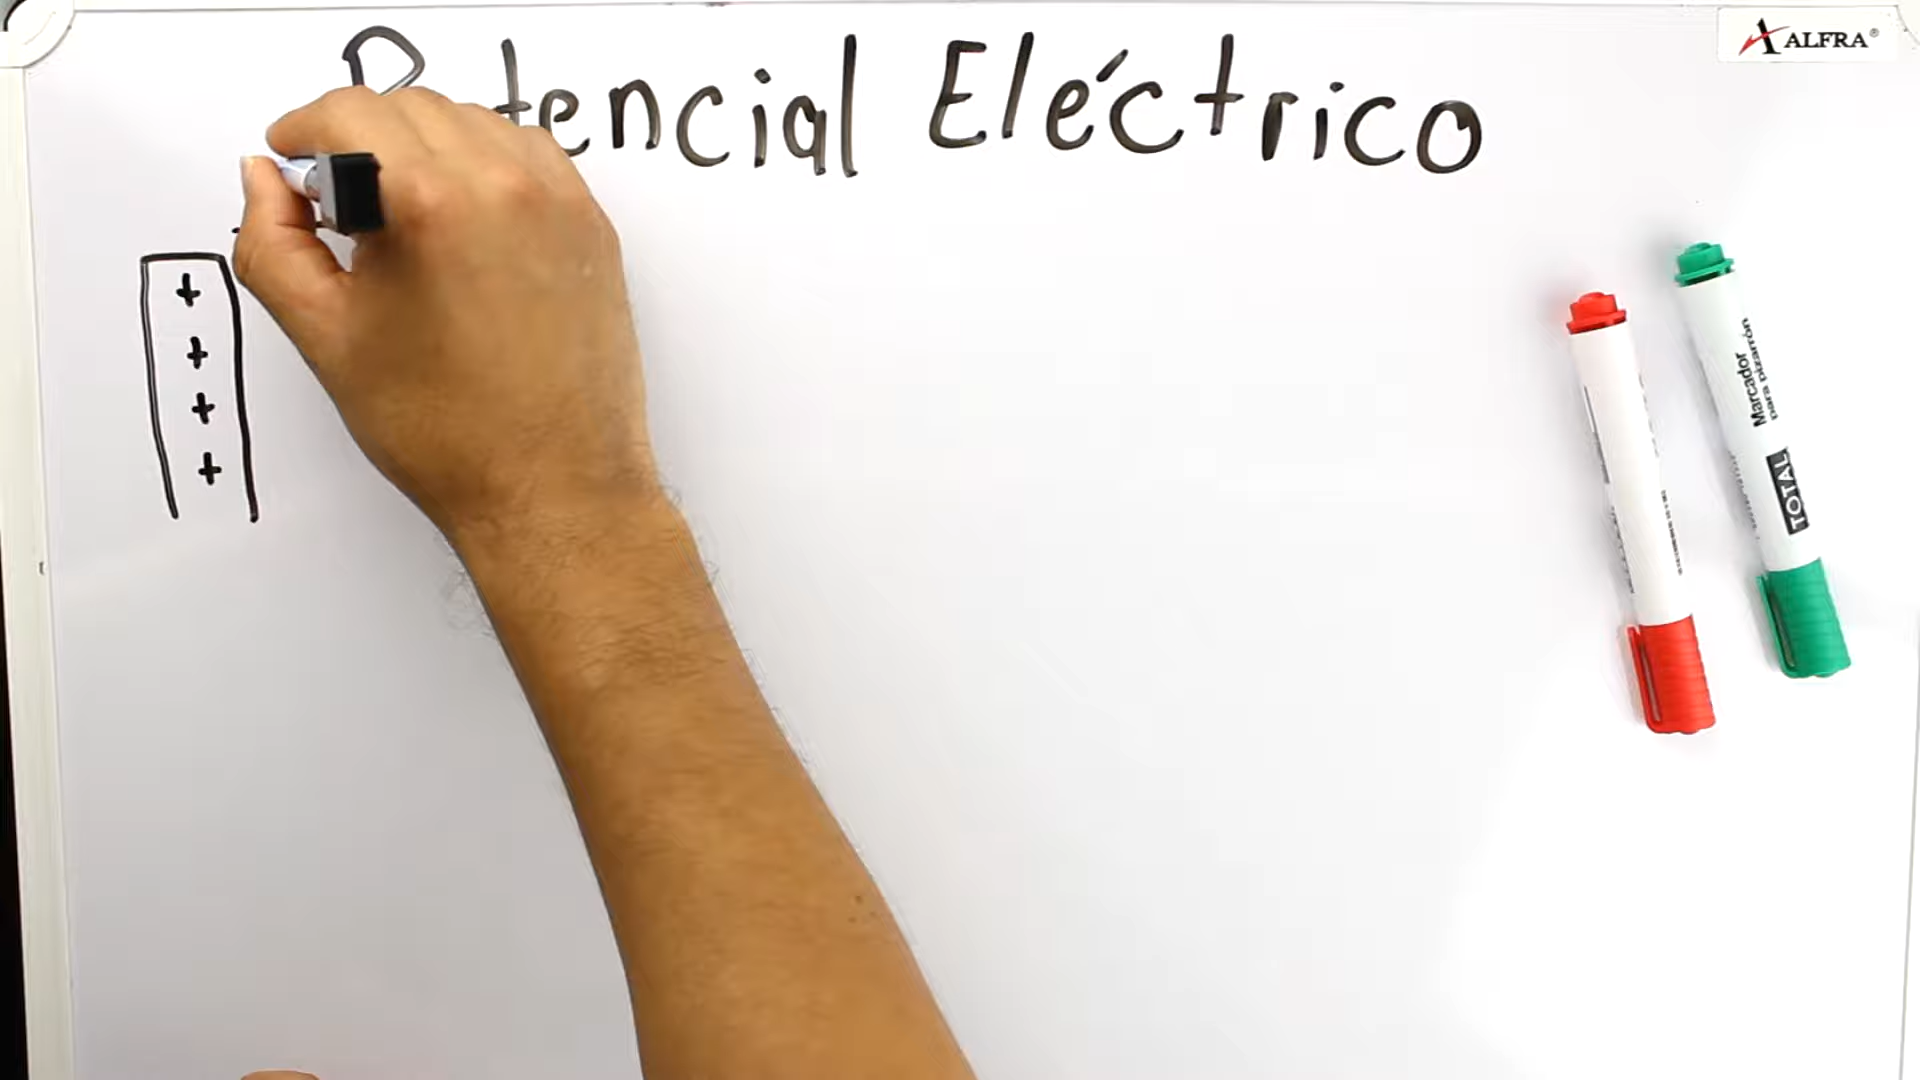 Potencial Eléctrico
ALFRA®
+
+
+
+
Marcador
para pizarrón
TOTAL